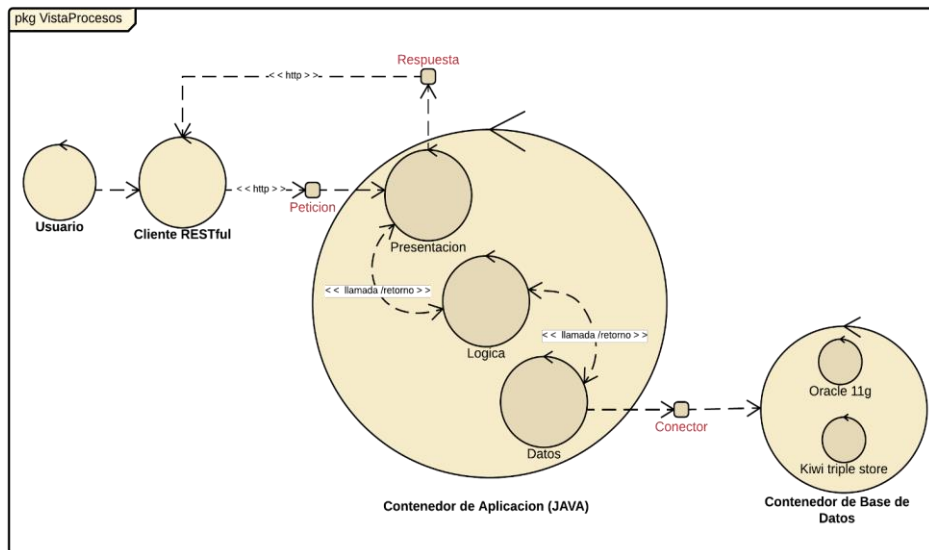 pkg VistaProcesos
Respuesta
< < http > >
< < http > >
Peticion
Usuario
Cliente RESTful
Presentacion
< < llamada /retorno > >
Logica
< < llamada /retorno > >
Datos
Conector
Oracle 11g
Kiwi triple store
Contenedor de Aplicacion (JAVA)
Contenedor de Base de
Datos